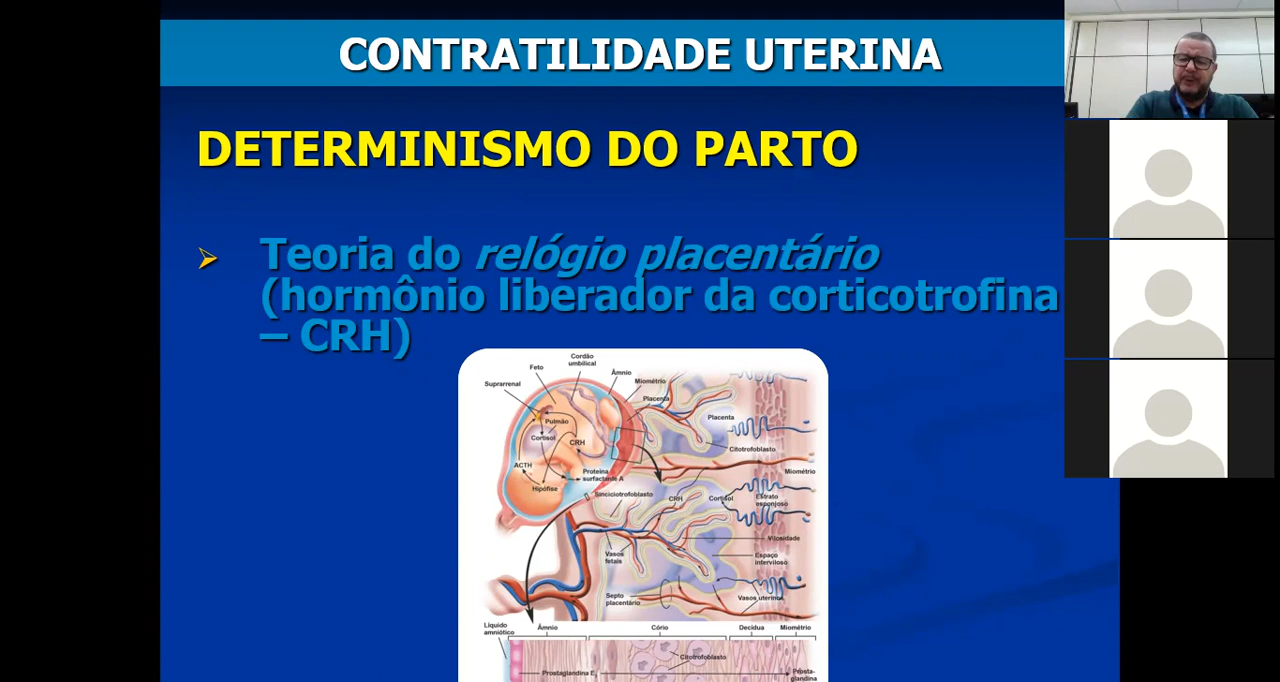 CONTRATILIDADE UTERINA
DETERMINISMO DO PARTO
Teoria do relógio placentário
(hormônio liberador da corticotrofina
– CRH)
Cordão
umbilical
Feto
Âmnio
Suprarrenal
Miométrio
Placenta
Pulmão
Placenta
Cortisol
CRH
Citotrofoblasto
ACTH
Proteína
surfactante A
Miométrio
Hipófise
Sinciciotrofoblasto
CRH
Cortisol
Estrato
esponjoso
Vilosidade
Vasos
fetais
Espaço
interviloso
Septo
placentário
Vasos uterinos
Líquido
amniótico
Âmnio
Cório
Decídua
Miométrio
Citotrofoblasto
Prostaglandina E
Prosta-
glandina